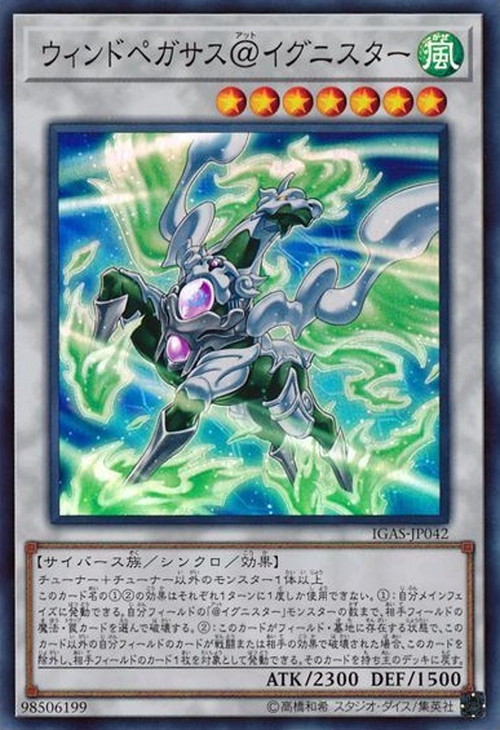 ウィンドペガサス@イグニスター
風
IGAS-JP042
【サイバース族／シンクロ／効果】
チューナー＋チューナー以外のモンスター1体以上
このカード名の①②の効果はそれぞれ1ターンに1度しか使用できない。①：自分メインフェ
イズに発動できる。自分フィールドの「@イグニスター」モンスターの数まで、相手フィールドの
魔法・罠カードを選んで破壊する。②：このカードがフィールド・墓地に存在する状態で、この
カード以外の自分フィールドのカードが戦闘または相手の効果で破壊された場合、このカードを
除外し、相手フィールドのカード1枚を対象として発動できる。そのカードを持ち主のデッキに戻す。
ATK/2300 DEF/1500
98506199
©高橋和希 スタジオ・ダイス/集英社